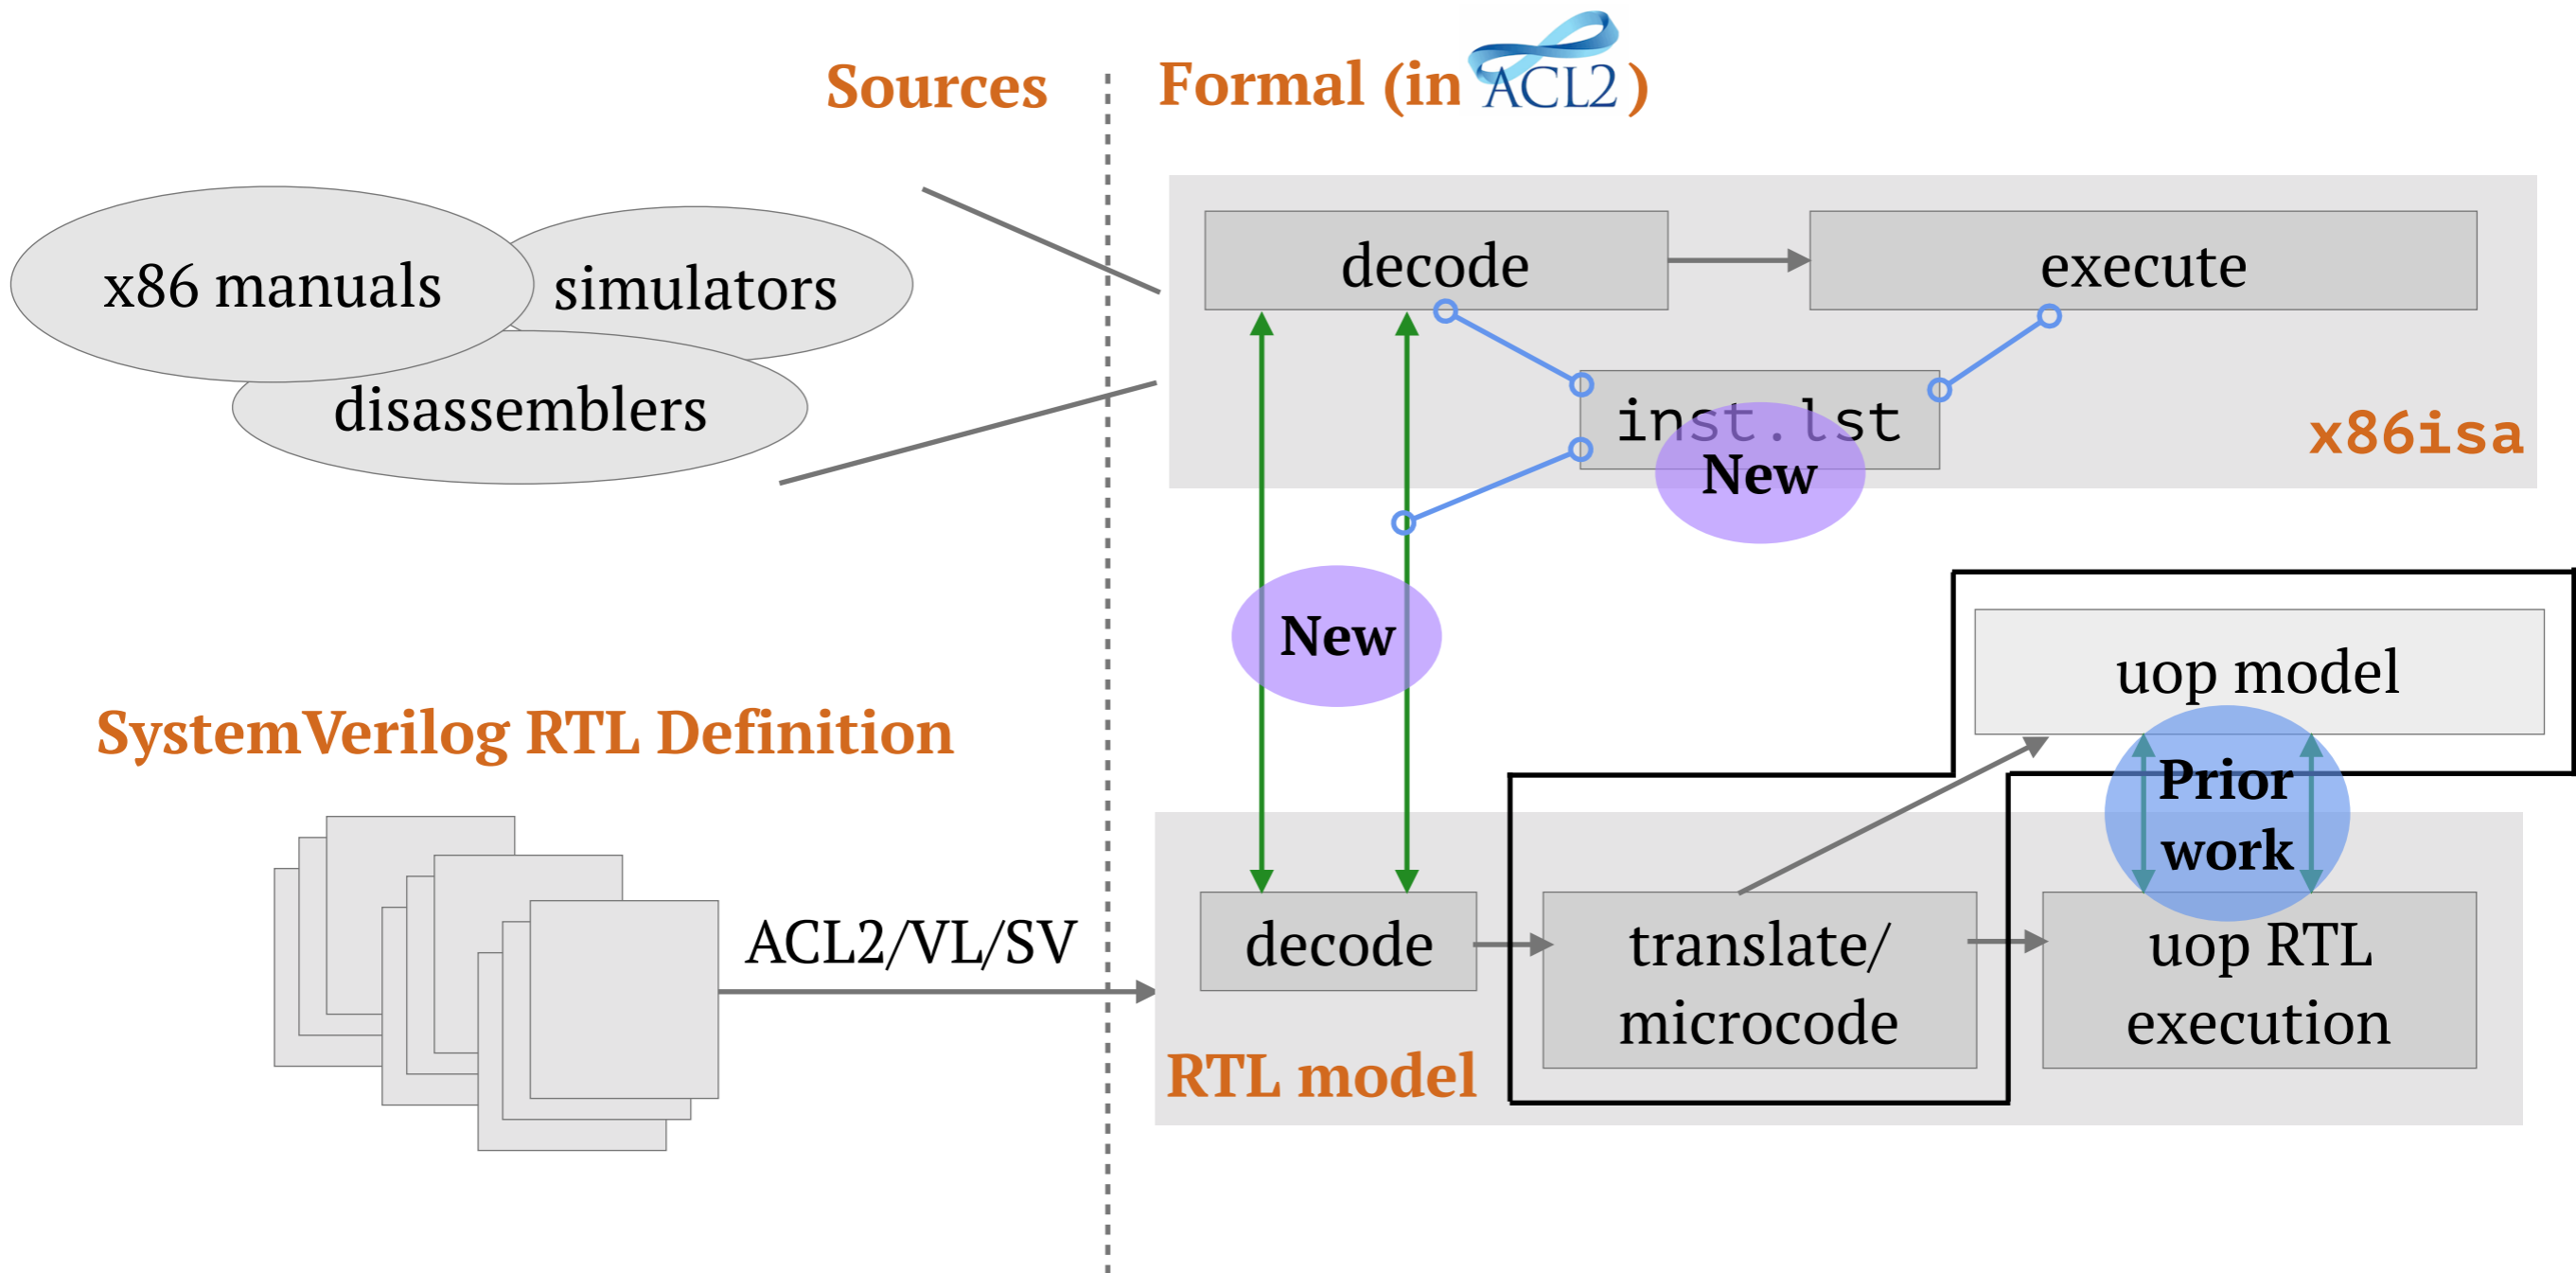 Sources
Formal (in ACL2 )
x86 manuals
simulators
disassemblers
decode
execute
inst.lst
New
x86isa
New
uop model
Prior
work
SystemVerilog RTL Definition
ACL2/VL/SV
decode
translate/
microcode
uop RTL
execution
RTL model